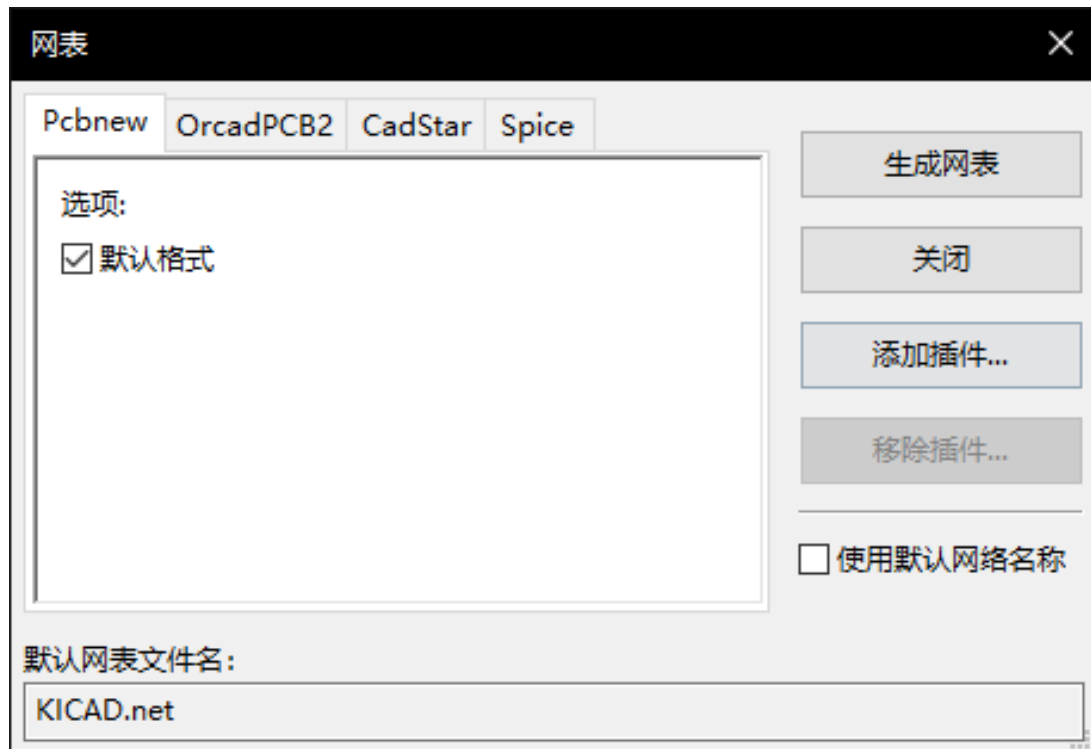 网表
Pcbnew OrcadPCB2 CadStar Spice
选项:
默认格式
生成网表
关闭
添加插件...
移除插件...
使用默认网络名称
默认网表文件名:
KICAD.net